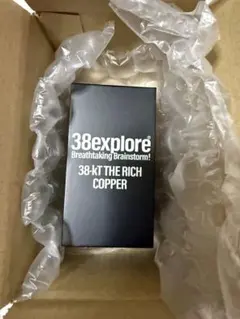 38explore®
Breathtaking Brainstorm!
38-kT THE RICH
COPPER